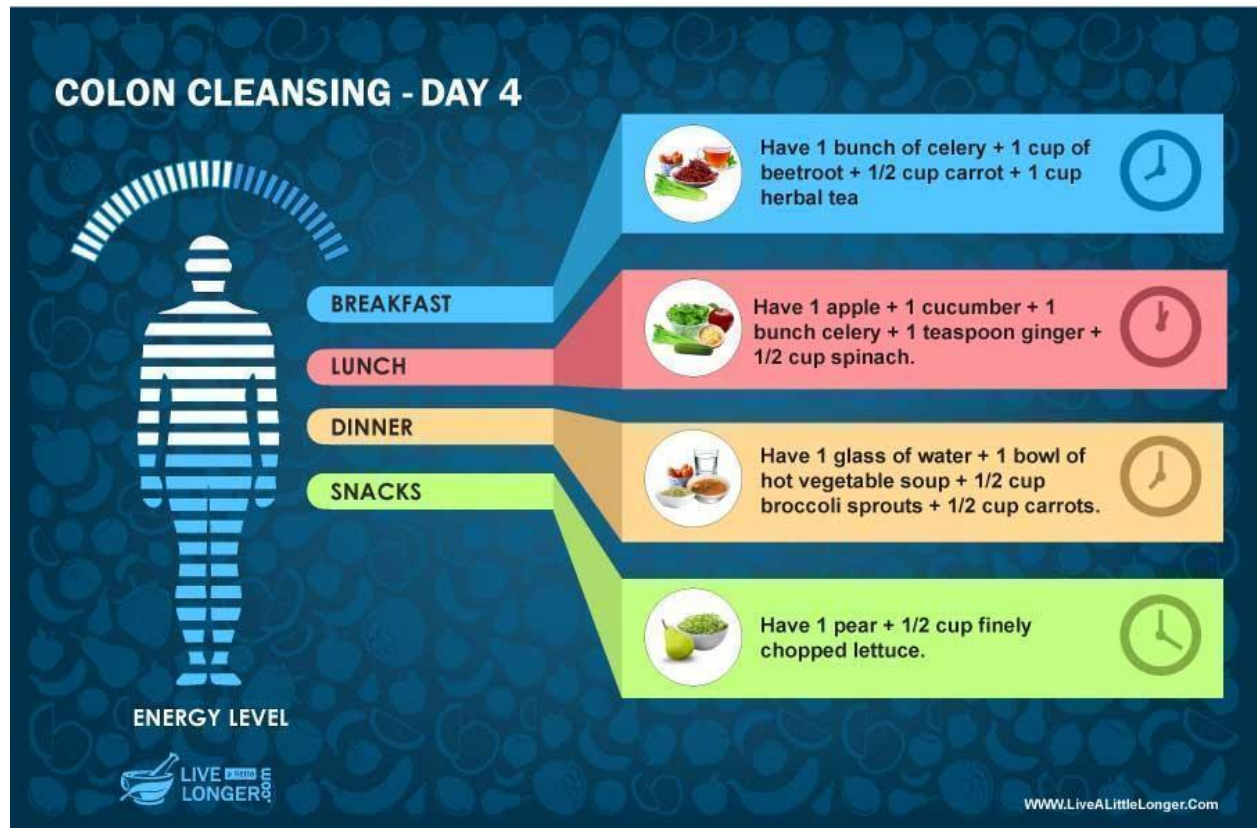 COLON CLEANSING - DAY 4
BREAKFAST
Have 1 bunch of celery + 1 cup of
beetroot + 1/2 cup carrot + 1 cup
herbal tea
LUNCH
Have 1 apple + 1 cucumber + 1
bunch celery + 1 teaspoon ginger +
1/2 cup spinach.
DINNER
Have 1 glass of water + 1 bowl of
hot vegetable soup + 1/2 cup
broccoli sprouts + 1/2 cup carrots.
SNACKS
Have 1 pear + 1/2 cup finely
chopped lettuce.
ENERGY LEVEL
LIVE a little
LONGER.com
WWW.LiveALittleLonger.Com